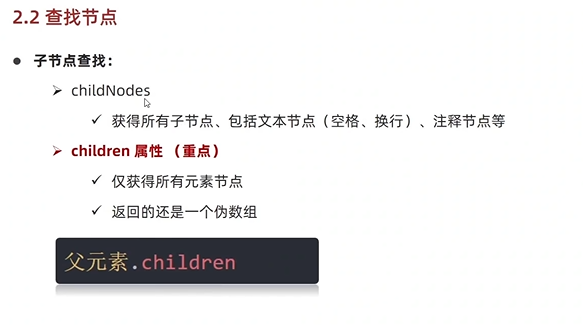 2.2 查找节点
子节点查找：
childNodes
获得所有子节点、包括文本节点（空格、换行）、注释节点等
children 属性 （重点）
仅获得所有元素节点
返回的还是一个伪数组
父元素.children